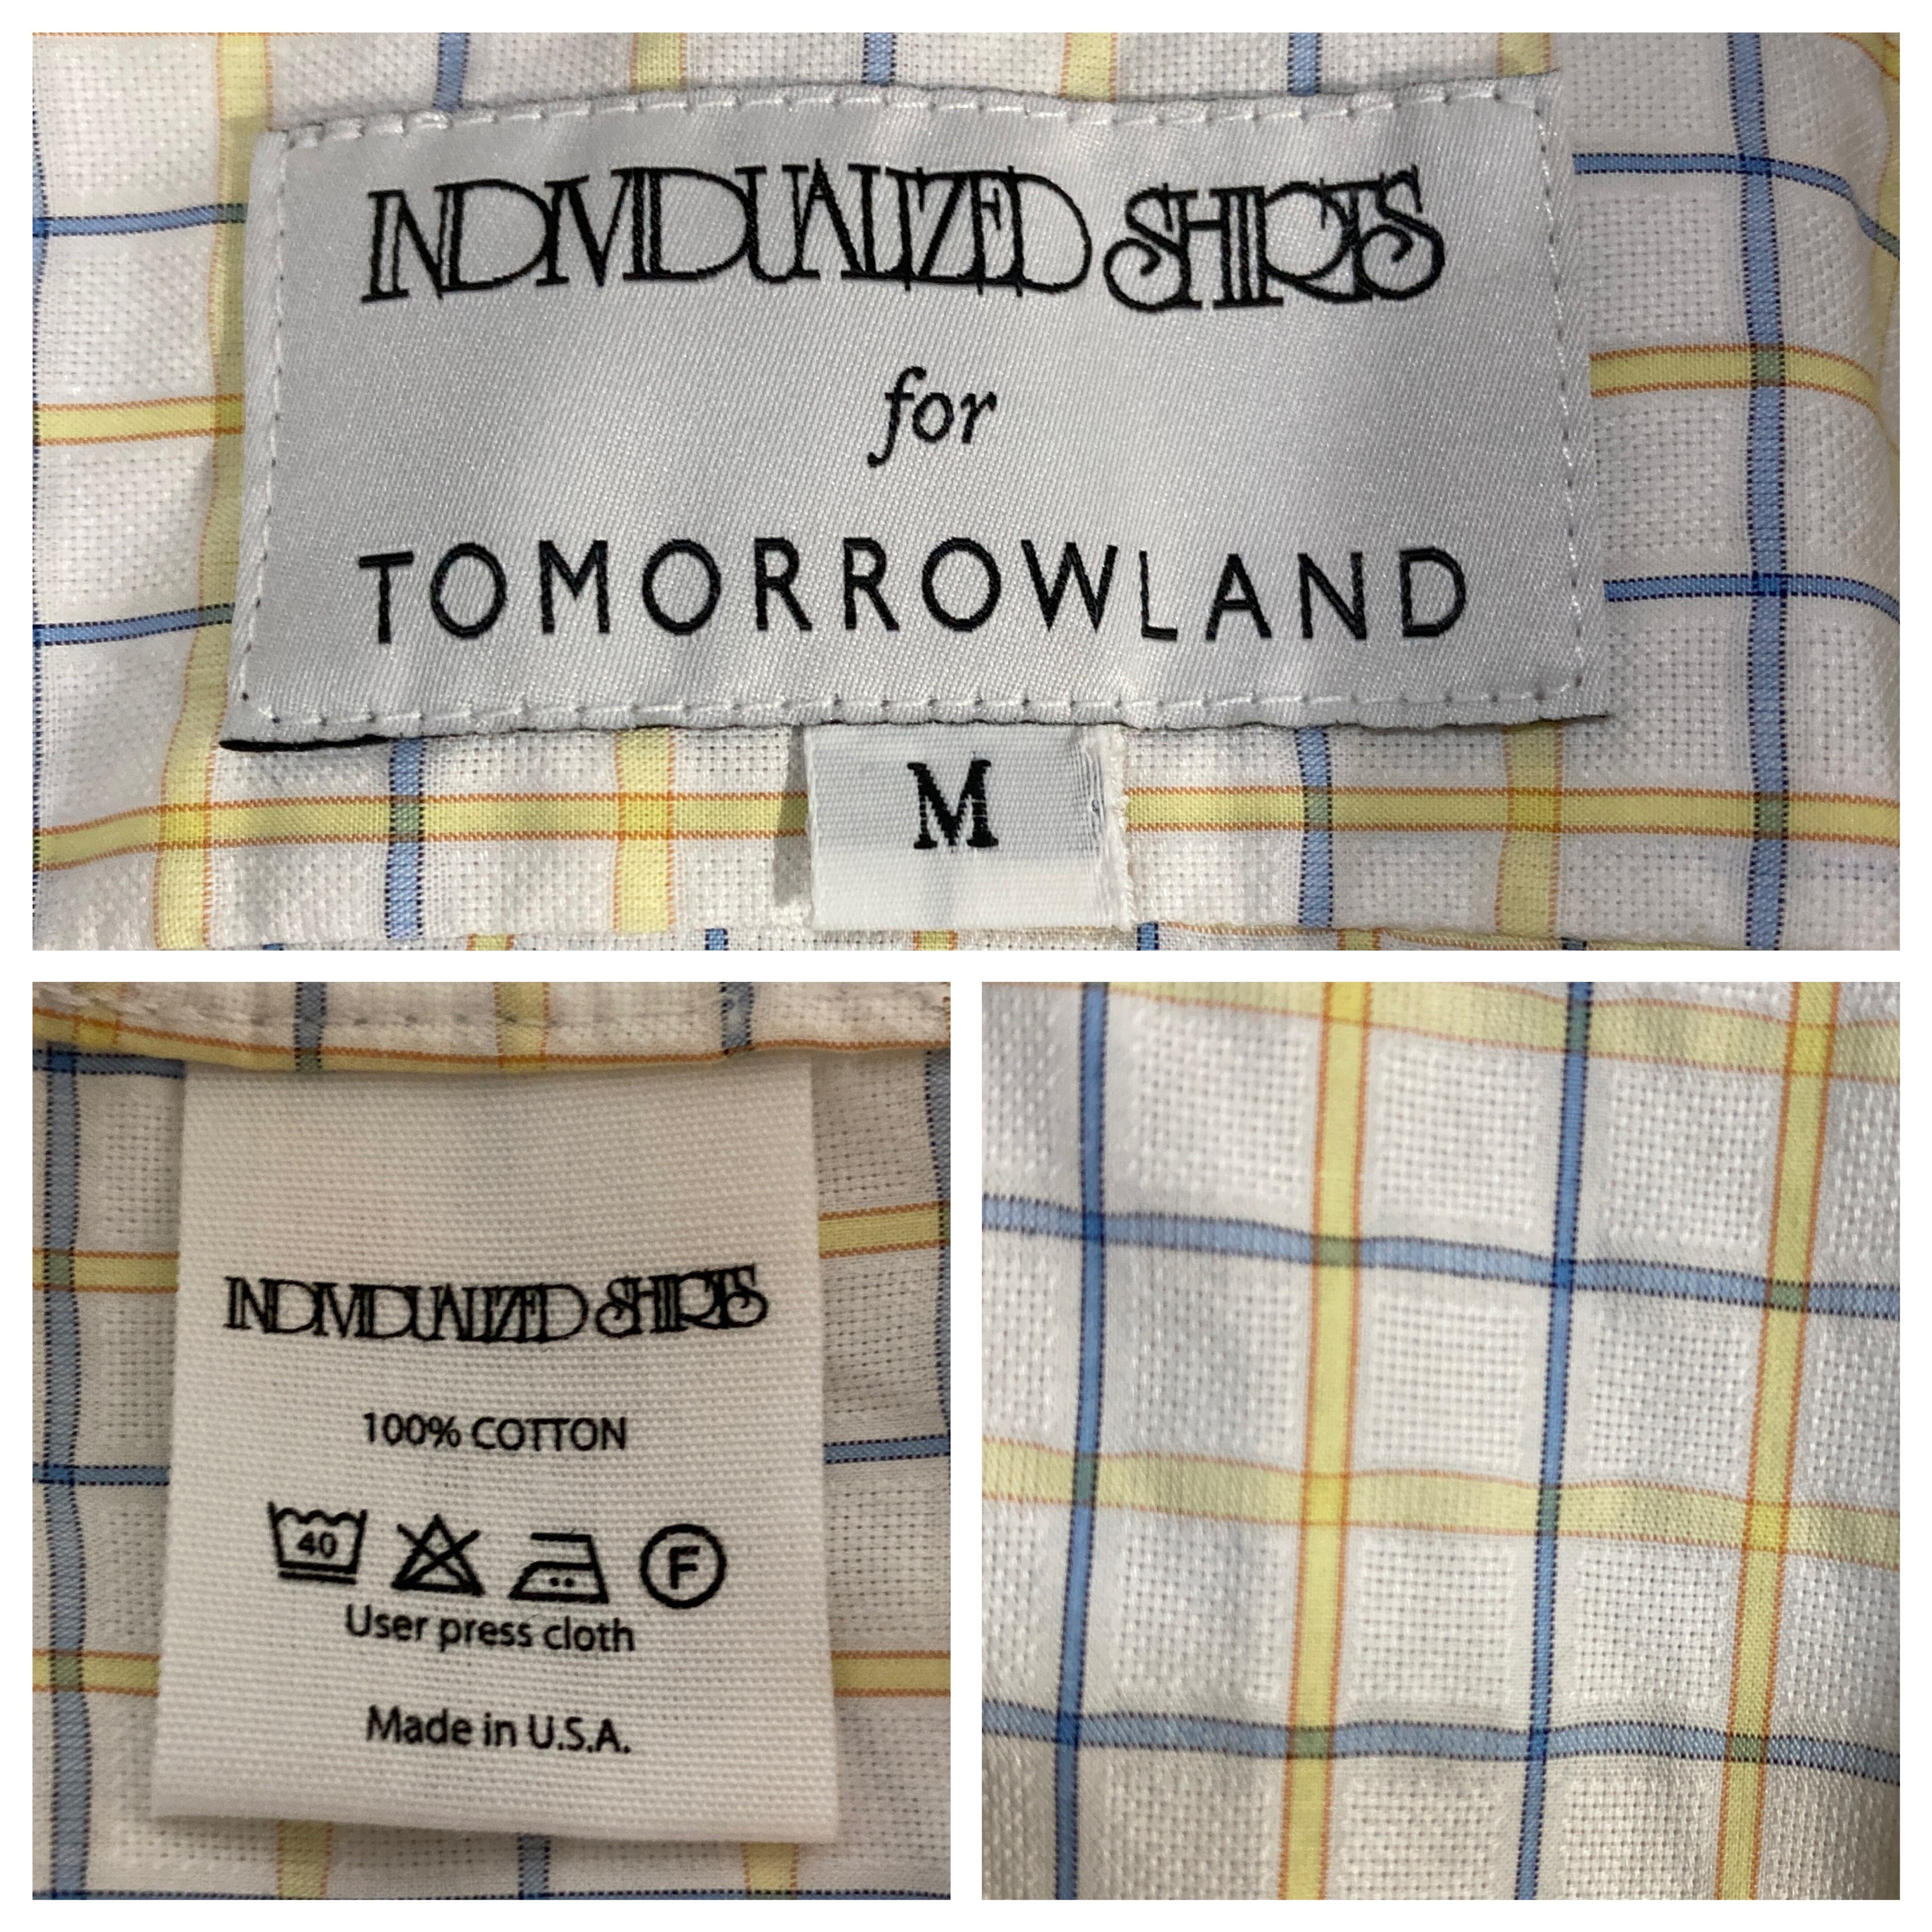 INDIVIDUALIZED SHIRTS
for
TOMORROWLAND
M
INDIVIDUALIZED SHIRTS
100% COTTON
40 F
User press cloth
Made in U.S.A.